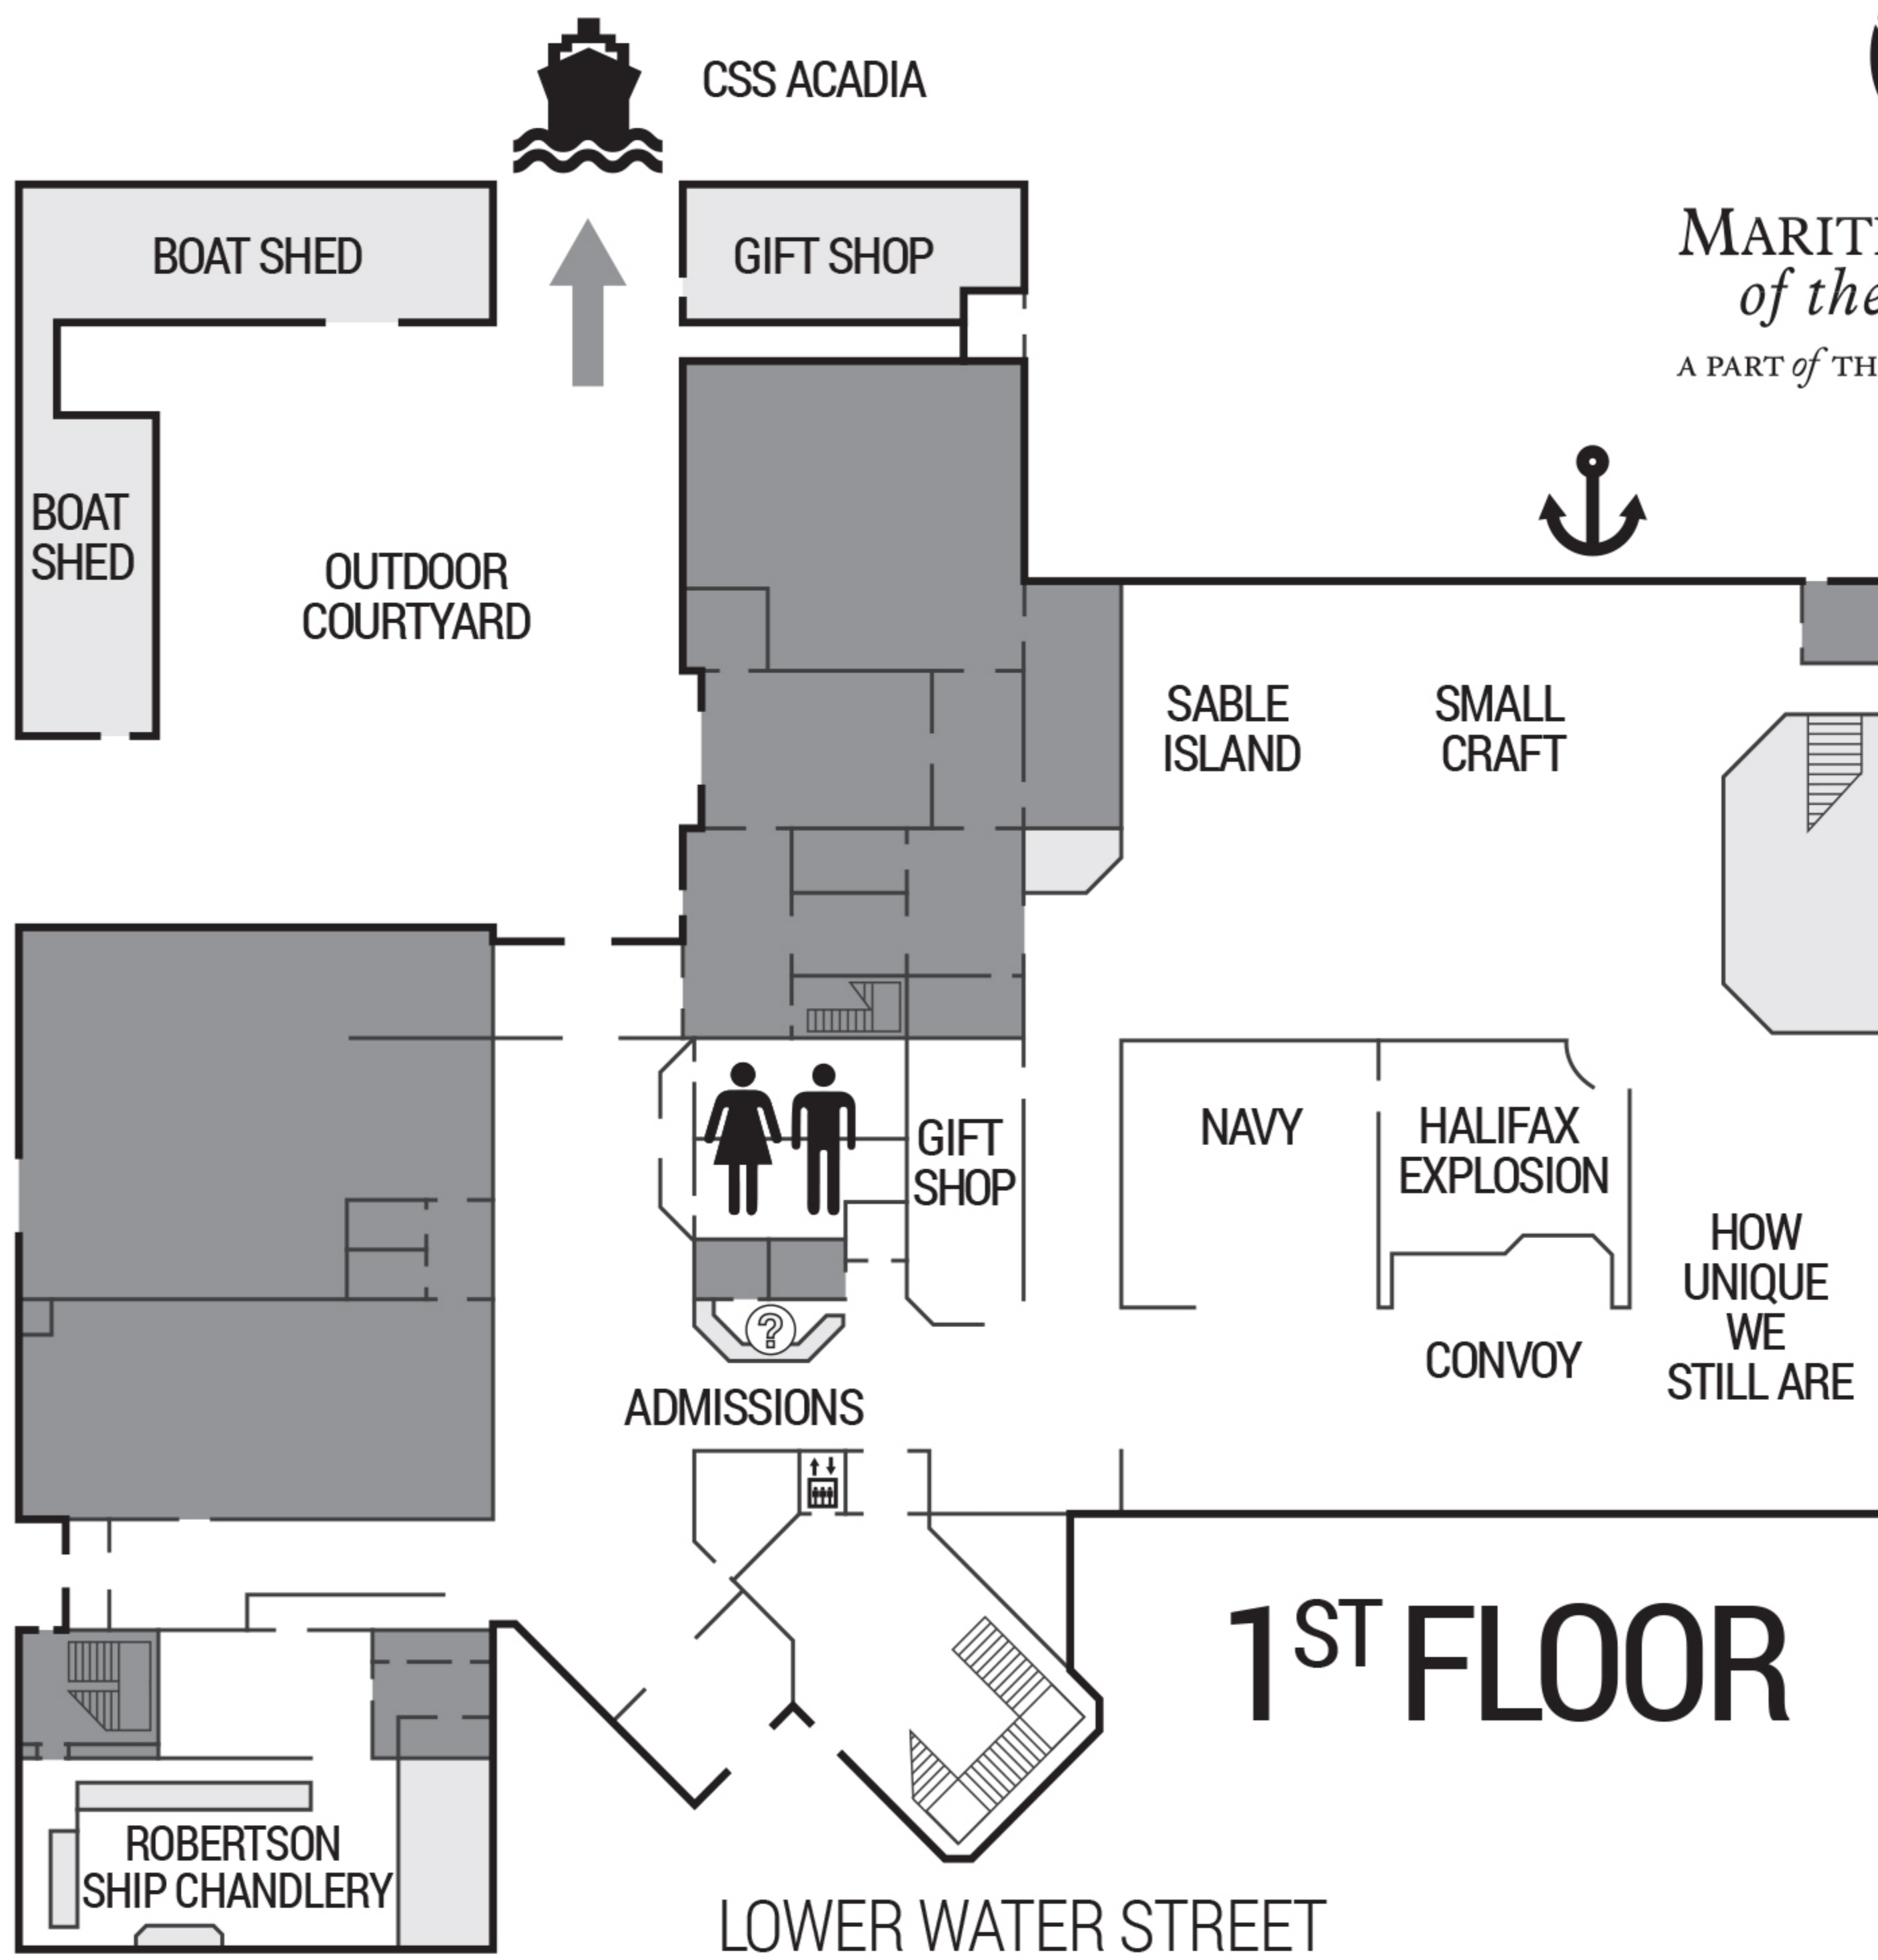 CSS ACADIA
BOAT SHED
GIFT SHOP
MARIT
of the
A PART of TH
BOAT
SHED
OUTDOOR
COURTYARD
SABLE
ISLAND
SMALL
CRAFT
GIFT
SHOP
NAVY
HALIFAX
EXPLOSION
HOW
UNIQUE
WE
STILL ARE
CONVOY
?
ADMISSIONS
1ST FLOOR
ROBERTSON
SHIP CHANDLERY
LOWER WATER STREET